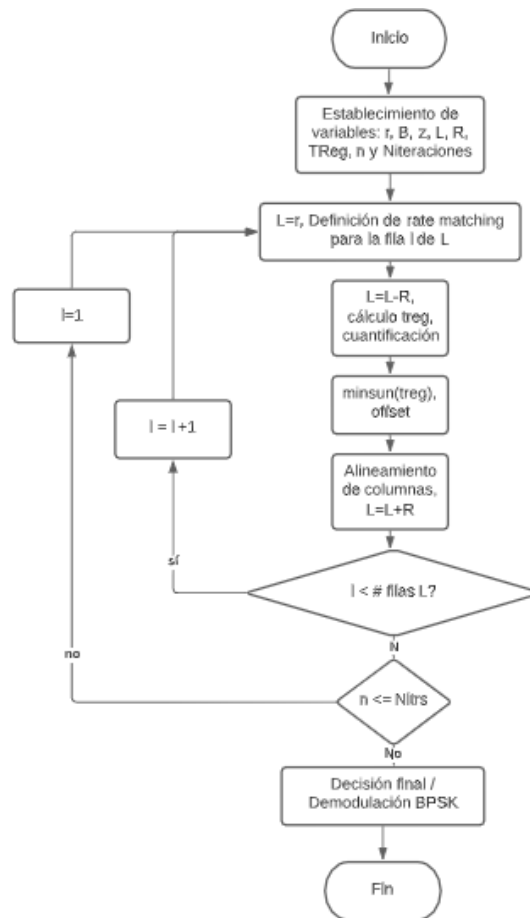 Inicio
Establecimiento de
variables: r, B, z, L, R,
TReg, n y Niteraciones
L=r, Definición de rate matching
para la fila l de L
l=1
L=L-R,
cálculo treg,
cuantificación
minsun(treg),
offset
l = l +1
Alineamiento
de columnas,
L=L+R
sí
l < # filas L?
no
N
n <= Nitrs
No
Decisión final /
Demodulación BPSK
Fin